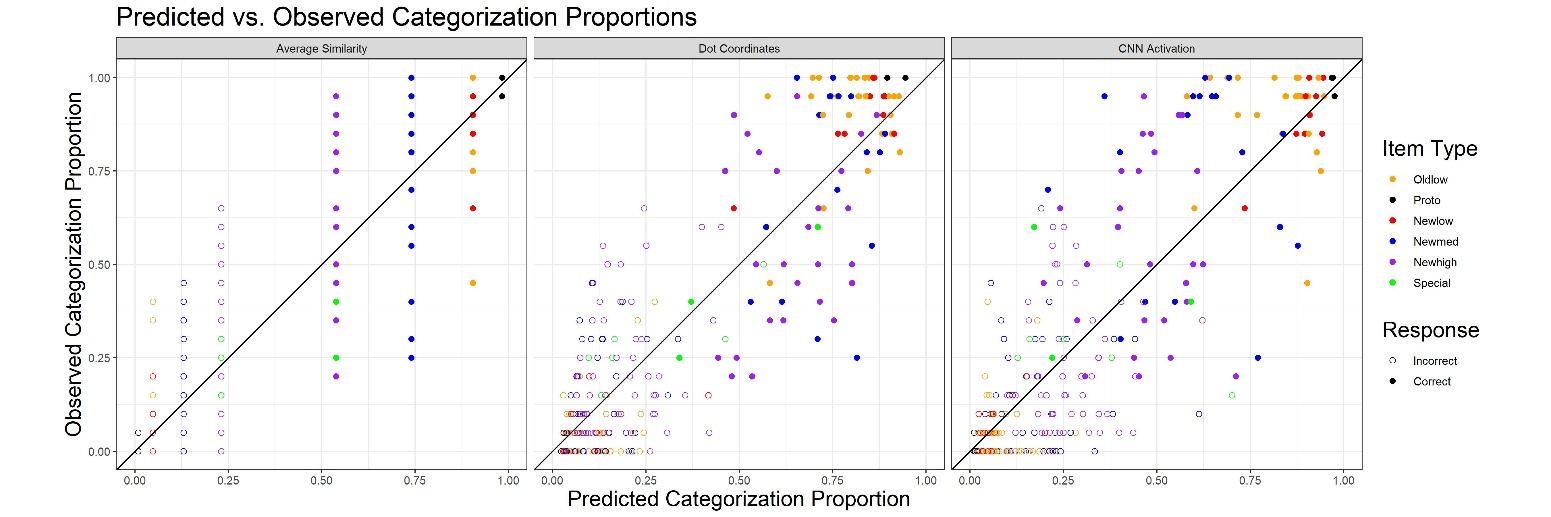 Predicted vs. Observed Categorization Proportions
Average Similarity
Dot Coordinates
CNN Activation
Observed Categorization Proportion
1.00
0.75
0.50
0.25
0.00
0.00 0.25 0.50 0.75 1.00
0.00 0.25 0.50 0.75 1.00
0.00 0.25 0.50 0.75 1.00
Predicted Categorization Proportion
Item Type
Oldlow
Proto
Newlow
Newmed
Newhigh
Special
Response
Incorrect
Correct